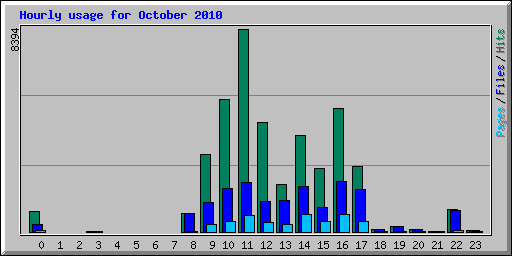 Hourly usage for October 2010
8394
Pages / Files / Hits
0 1 2 3 4 5 6 7 8 9 10 11 12 13 14 15 16 17 18 19 20 21 22 23